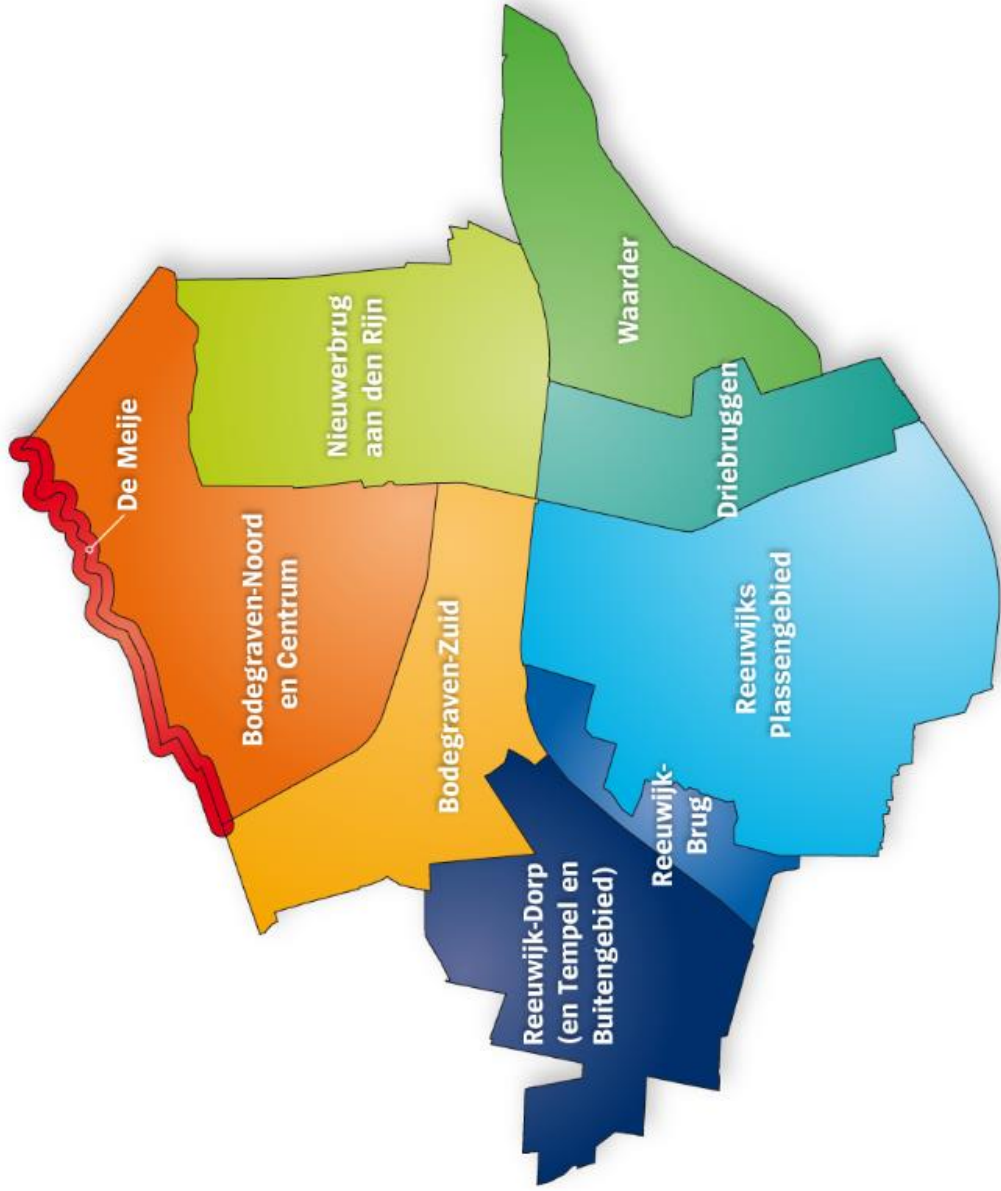 De Meije
Bodegraven-Noord
en Centrum
Nieuwerbrug
aan den Rijn
Bodegraven-Zuid
Waarder
Driebruggen
Reeuwijks
Plassengebied
Reeuwijk-
Brug
Reeuwijk-Dorp
(en Tempel en
Buitengebied)